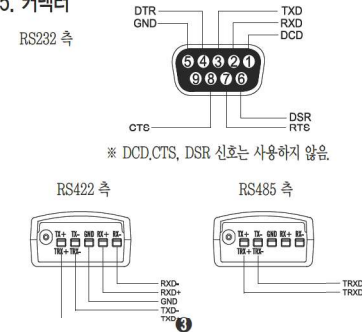 5. 커넥터
RS232 측
DTR
GND
TXD
RXD
DCD
5 4 3 2 1
9 8 7 6
CTS
DSR
RTS
※ DCD,CTS, DSR 신호는 사용하지 않음.
RS422 측
RS485 측
TX+ TX- GND RX+ RX-
TRX+ TRX-
TX+ TX- GND RX+ RX-
TRX+ TRX-
RXD-
RXD+
GND
TXD-
TXD+
TRXD
TRXD
3